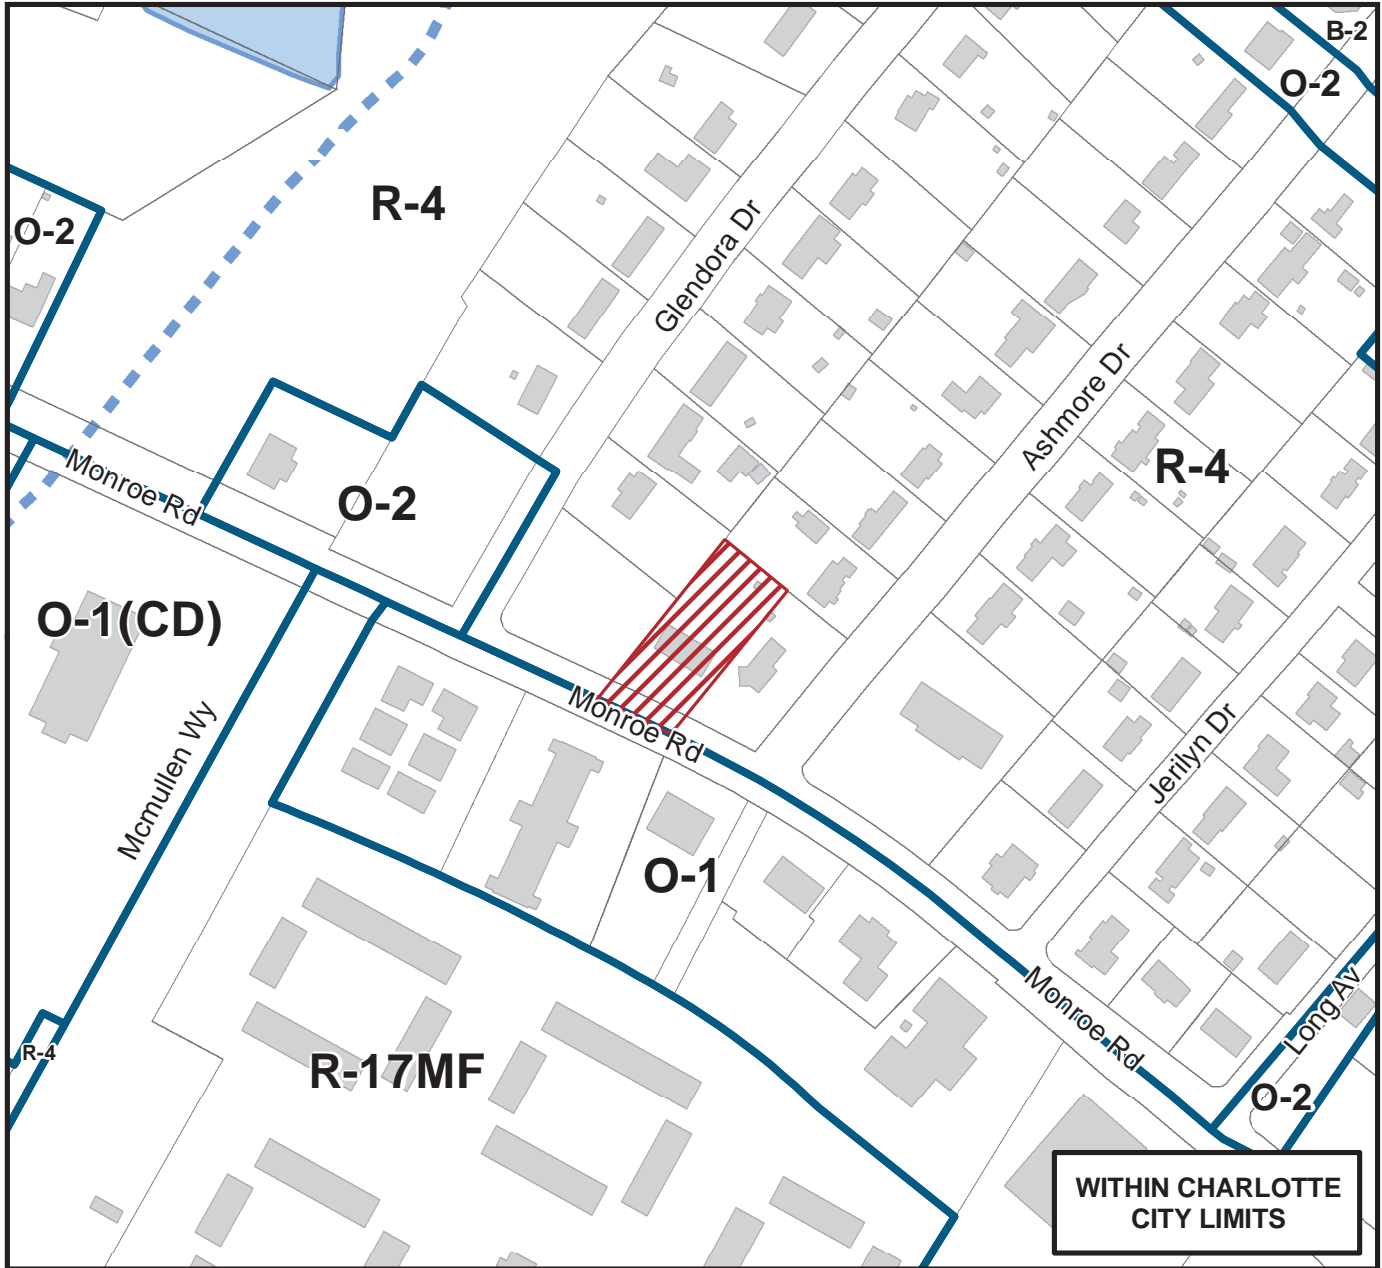 B-2
O-2
R-4
O-2
Glendora Dr
Ashmore Dr
R-4
Monroe Rd
O-2
O-1(CD)
Monroe Rd
Mcmullen Wy
Jerilyn Dr
O-1
Monroe Rd
Long Av
R-4
R-17MF
O-2
WITHIN CHARLOTTE
CITY LIMITS